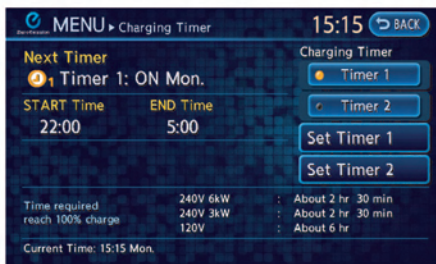 Zero Emission MENU ▸ Charging Timer 15:15 BACK
Next Timer
1 Timer 1: ON Mon.
START Time END Time
22:00 5:00
Charging Timer
Timer 1
Timer 2
Set Timer 1
Set Timer 2
Time required
reach 100% charge
240V 6kW : About 2 hr 30 min
240V 3kW : About 2 hr 30 min
120V : About 6 hr
Current Time: 15:15 Mon.